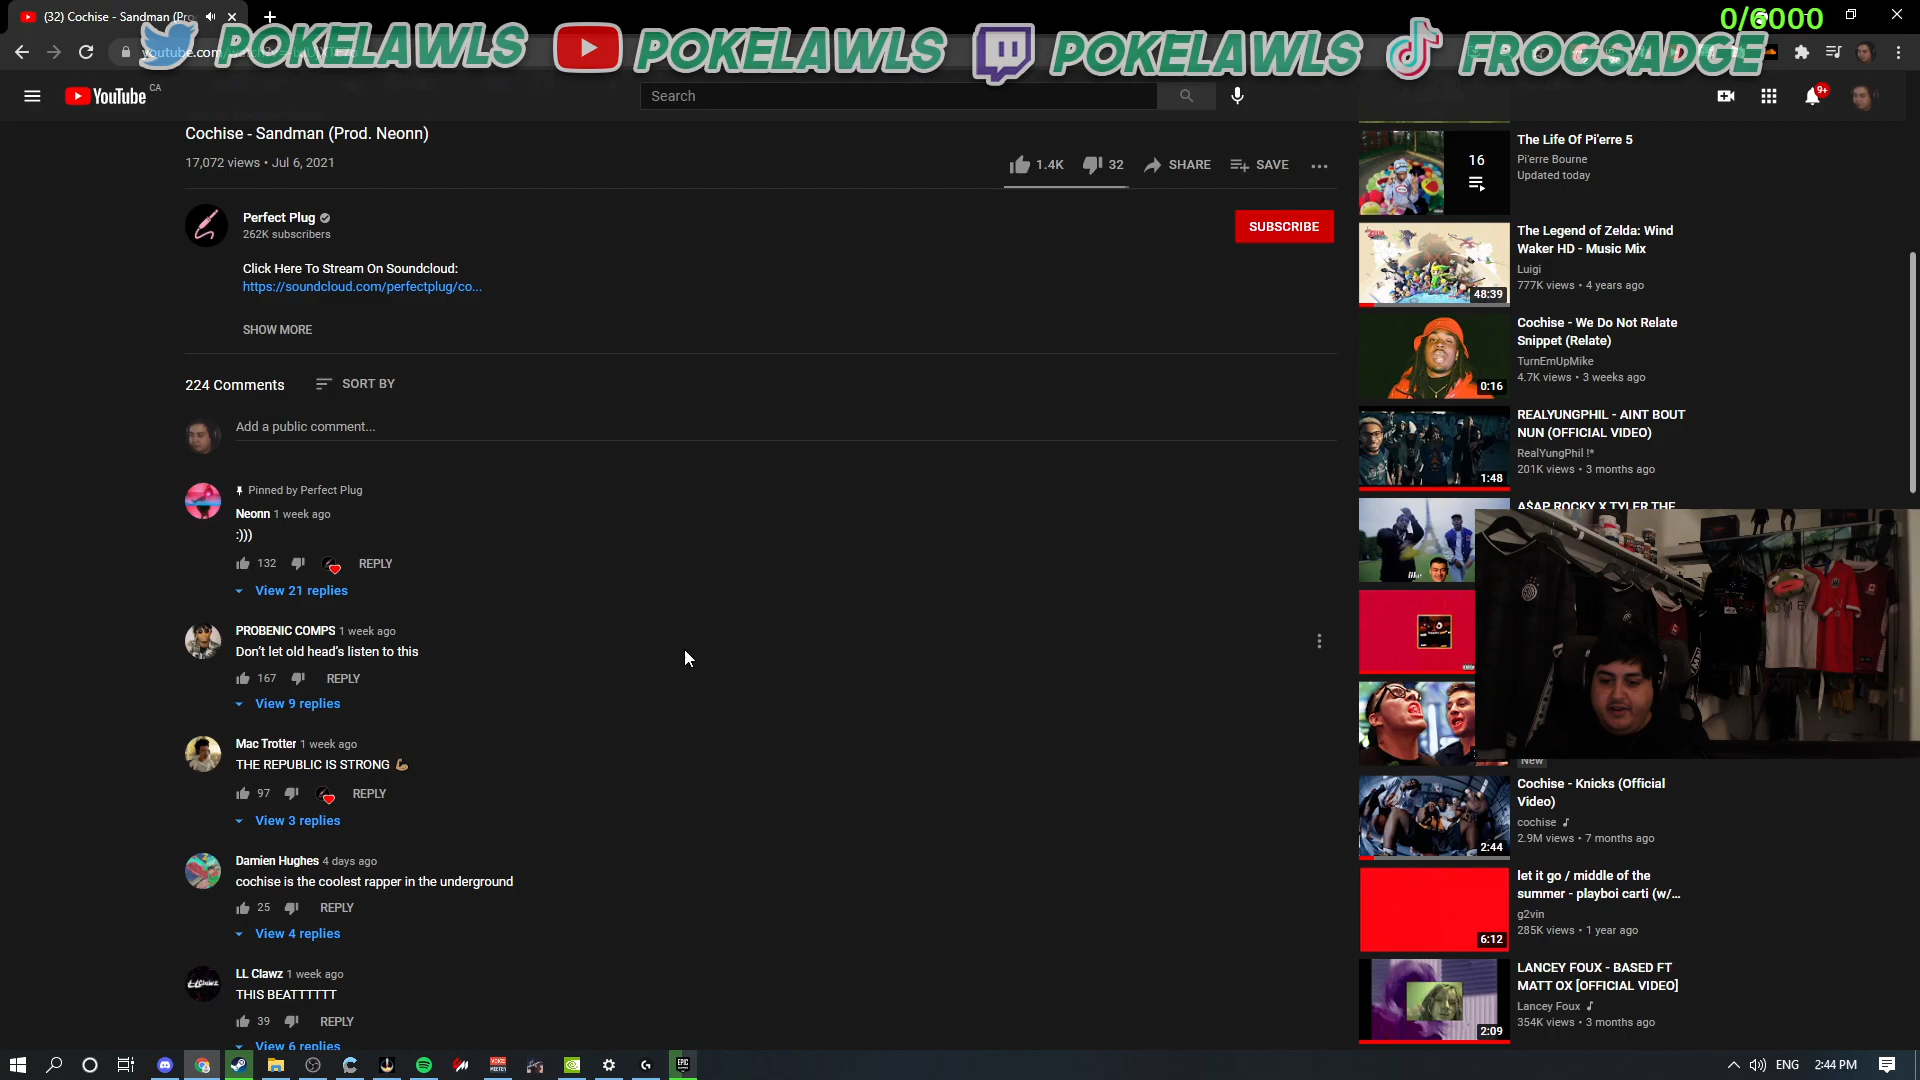 (32) Cochise - Sandman (Pro
0/6000
POKELAWLS
POKELAWLS
POKELAWLS
FROGSADGE
YouTube CA
Search
9+
Cochise - Sandman (Prod. Neonn)
17,072 views • Jul 6, 2021
1.4K
32
SHARE
SAVE
Perfect Plug
262K subscribers
SUBSCRIBE
Click Here To Stream On Soundcloud:
https://soundcloud.com/perfectplug/co...
SHOW MORE
224 Comments
SORT BY
Add a public comment...
Pinned by Perfect Plug
Neonn 1 week ago
:)))
132
REPLY
View 21 replies
PROBENIC COMPS 1 week ago
Don't let old head's listen to this
167
REPLY
View 9 replies
Mac Trotter 1 week ago
THE REPUBLIC IS STRONG 💪🏽
97
REPLY
View 3 replies
Damien Hughes 4 days ago
cochise is the coolest rapper in the underground
25
REPLY
View 4 replies
LL Clawz 1 week ago
THIS BEATTTTTT
39
REPLY
View 6 replies
16
The Life Of Pi'erre 5
Pi'erre Bourne
Updated today
48:39
The Legend of Zelda: Wind
Waker HD - Music Mix
Luigi
777K views • 4 years ago
0:16
Cochise - We Do Not Relate
Snippet (Relate)
TurnEmUpMike
4.7K views • 3 weeks ago
1:48
REALYUNGPHIL - AINT BOUT
NUN (OFFICIAL VIDEO)
RealYungPhil !*
201K views • 3 months ago
A$AP ROCKY X TYLER THE
New
2:44
Cochise - Knicks (Official
Video)
cochise ♪
2.9M views • 7 months ago
6:12
let it go / middle of the
summer - playboi carti (w/...
g2vin
285K views • 1 year ago
2:09
LANCEY FOUX - BASED FT
MATT OX [OFFICIAL VIDEO]
Lancey Foux ♪
354K views • 3 months ago
ENG
2:44 PM